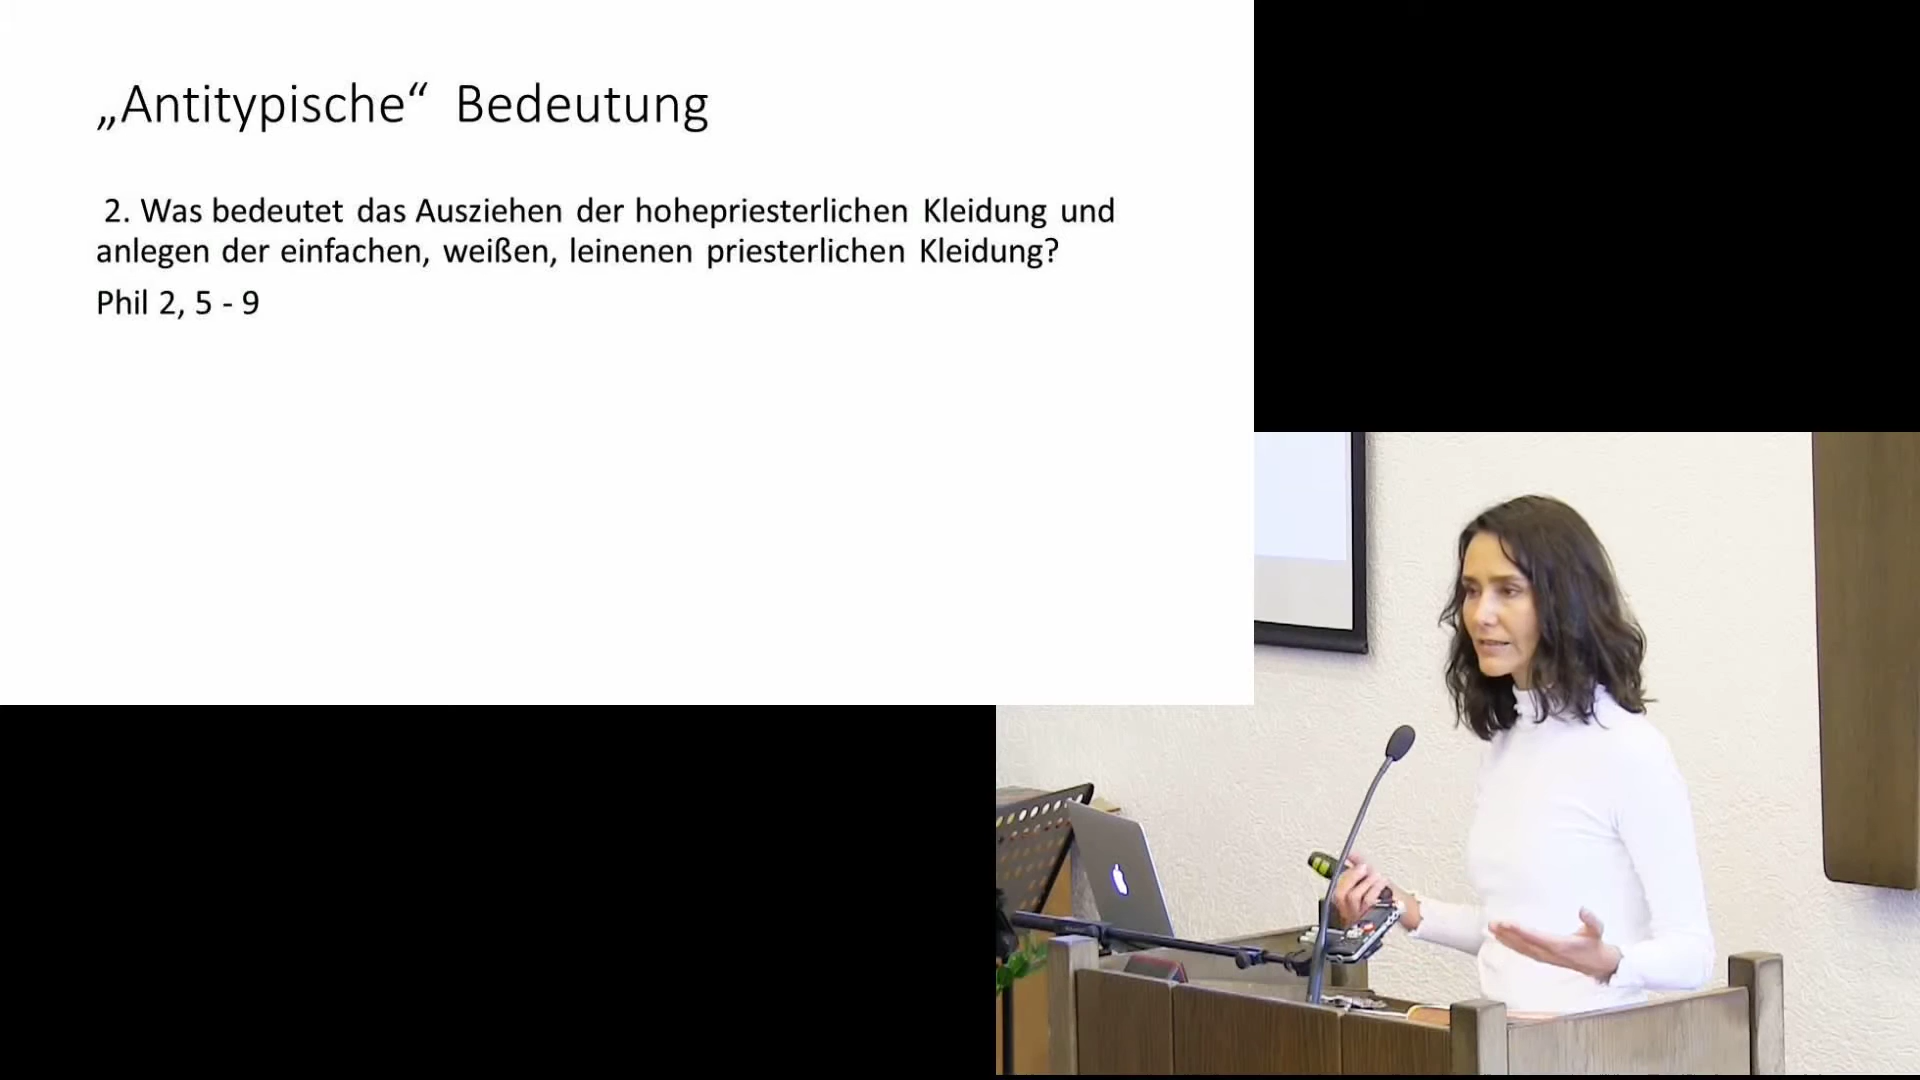 „Antitypische“ Bedeutung
2. Was bedeutet das Ausziehen der hohepriesterlichen Kleidung und
anlegen der einfachen, weißen, leinenen priesterlichen Kleidung?
Phil 2, 5 - 9